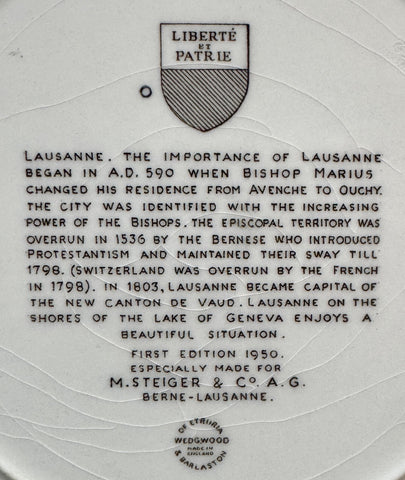 LIBERTÉ
ET
PATRIE
LAUSANNE. THE IMPORTANCE OF LAUSANNE
BEGAN IN A.D. 590 WHEN BISHOP MARIUS
CHANGED HIS RESIDENCE FROM AVENCHE TO OUCHY.
THE CITY WAS IDENTIFIED WITH THE INCREASING
POWER OF THE BISHOPS. THE EPISCOPAL TERRITORY WAS
OVERRUN IN 1536 BY THE BERNESE WHO INTRODUCED
PROTESTANTISM AND MAINTAINED THEIR SWAY TILL
1798. (SWITZERLAND WAS OVERRUN BY THE FRENCH
IN 1798). IN 1803, LAUSANNE BECAME CAPITAL OF
THE NEW CANTON DE VAUD. LAUSANNE ON THE
SHORES OF THE LAKE OF GENEVA ENJOYS A
BEAUTIFUL SITUATION.
FIRST EDITION 1950.
ESPECIALLY MADE FOR
M. STEIGER & CO. A.G.
BERNE-LAUSANNE.
OF ETRURIA
WEDGWOOD
MADE IN
ENGLAND
& BARLASTON